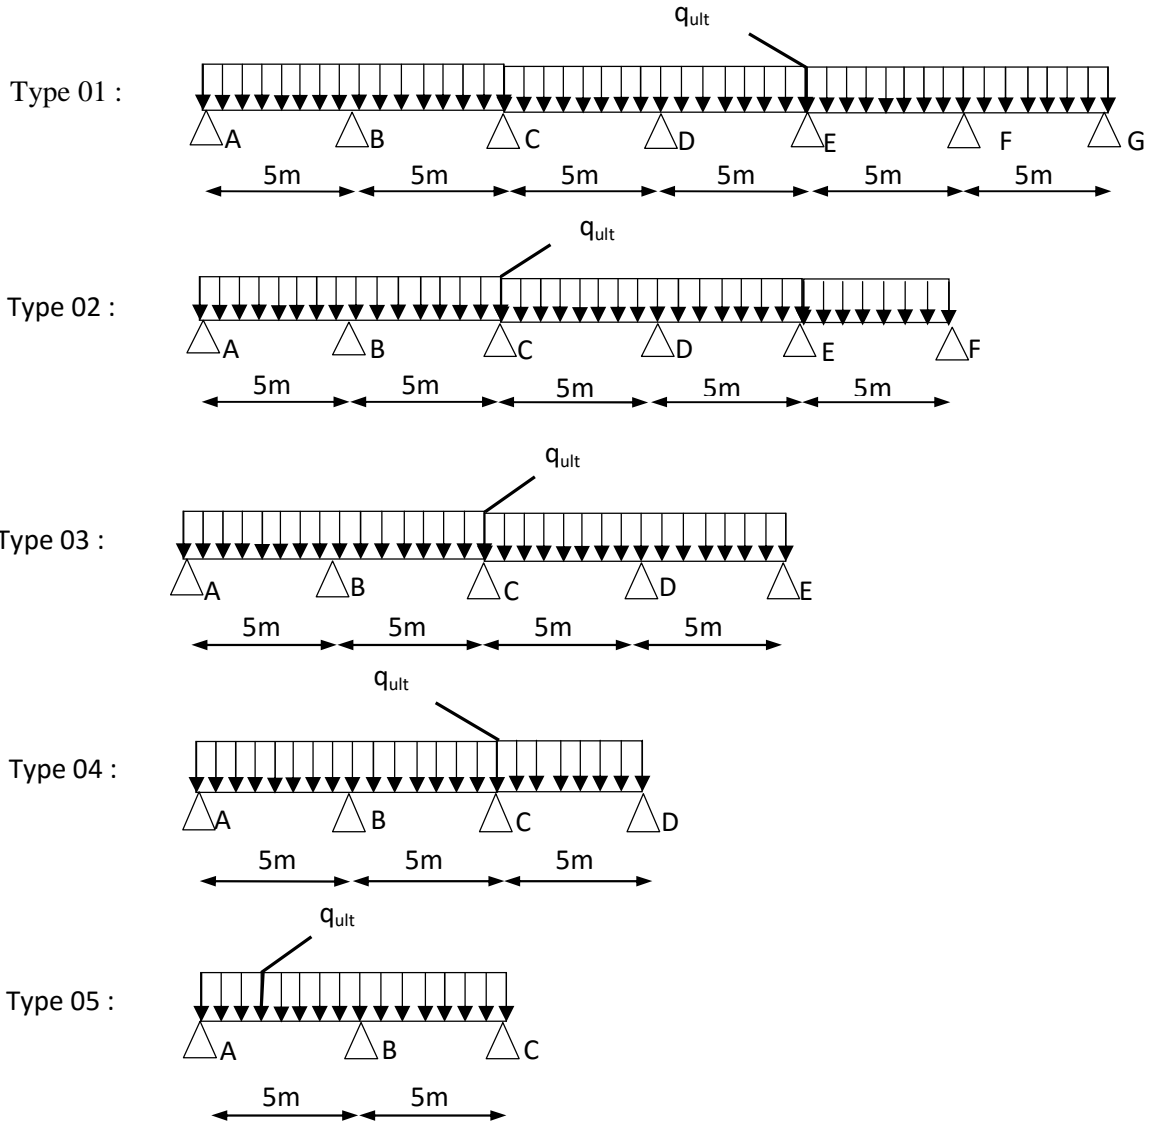 q_ult
Type 01 :
A B C D E F G
5m 5m 5m 5m 5m 5m
q_ult
Type 02 :
A B C D E F
5m 5m 5m 5m 5m
q_ult
Type 03 :
A B C D E
5m 5m 5m 5m
q_ult
Type 04 :
A B C D
5m 5m 5m
q_ult
Type 05 :
A B C
5m 5m